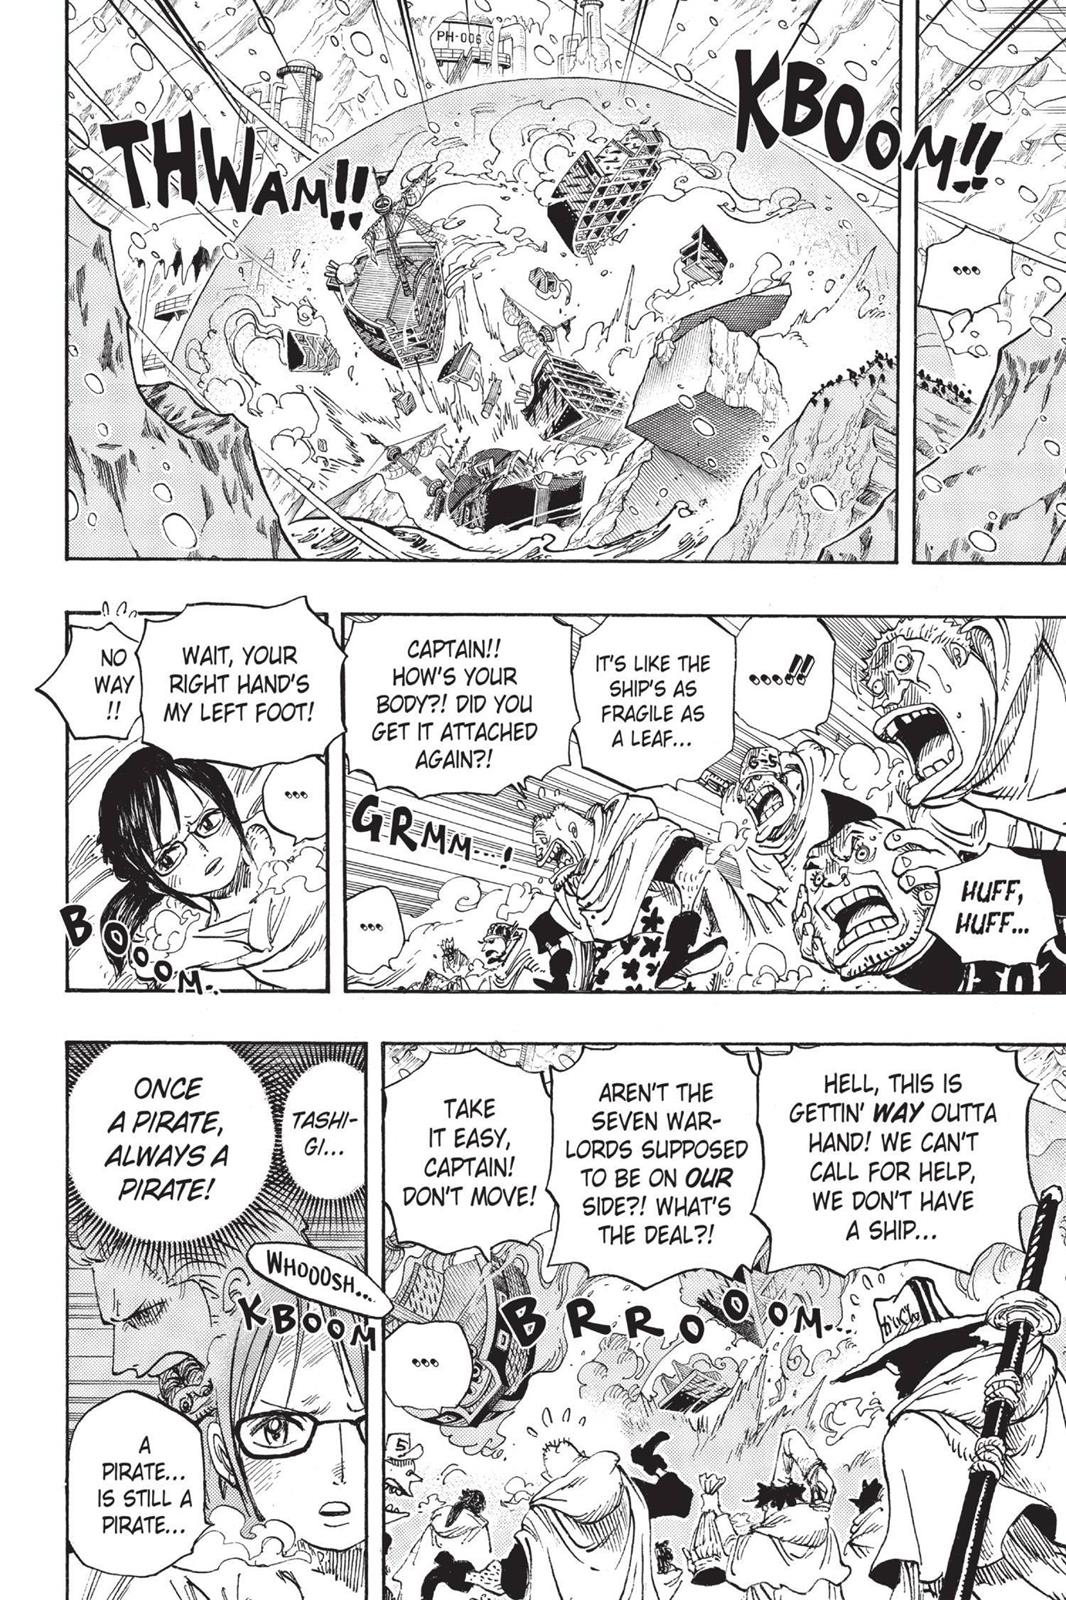 KBOOM!!
...
PH-006
THWAM!!
....!!
HUFF,
HUFF...
IT'S LIKE THE
SHIP'S AS
FRAGILE AS
A LEAF...
CAPTAIN!!
HOW'S YOUR
BODY?! DID YOU
GET IT ATTACHED
AGAIN?!
GRMM...!
...
WAIT, YOUR
RIGHT HAND'S
MY LEFT FOOT!
NO
WAY
!!
...
BOOOOM...
HELL, THIS IS
GETTIN' WAY OUTTA
HAND! WE CAN'T
CALL FOR HELP,
WE DON'T HAVE
A SHIP...
AREN'T THE
SEVEN WAR-
LORDS SUPPOSED
TO BE ON OUR
SIDE?! WHAT'S
THE DEAL?!
TAKE
IT EASY,
CAPTAIN!
DON'T MOVE!
BRROOOOM...
...
5
TASHI-
GI...
ONCE
A PIRATE,
ALWAYS A
PIRATE!
WHOOOSH...
KBOOM
A
PIRATE...
IS STILL A
PIRATE...